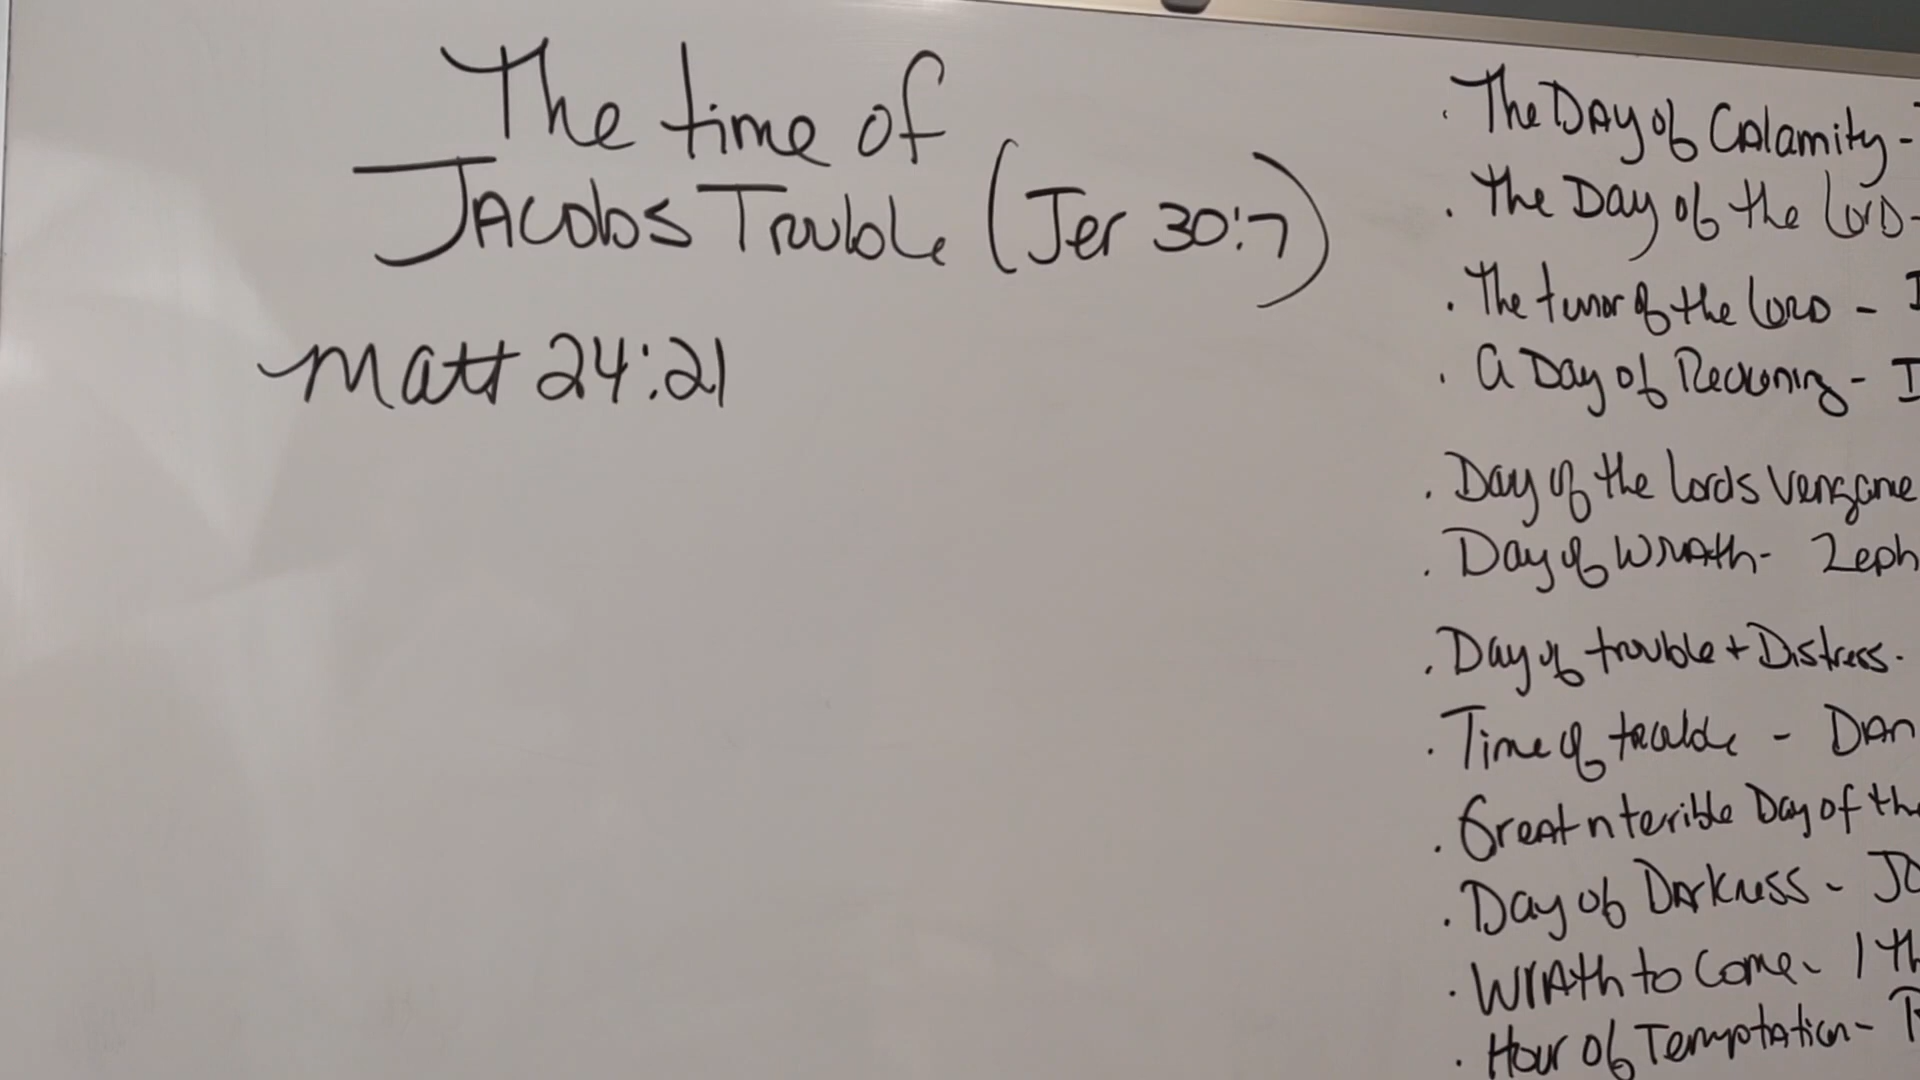 The time of
Jacobs Trouble (Jer 30:7)
Matt 24:21
. The Day of Calamity -
. The Day of the Lord -
. The terror of the Lord - I
. A Day of Reckoning - I
. Day of the Lords Vengance
. Day of Wrath - Zeph
. Day of trouble + Distress -
. Time of trouble - Dan
. Great n terrible Day of th
. Day of Darkness - Jo
. Wrath to Come - 1 Th
. Hour of Temptation - R